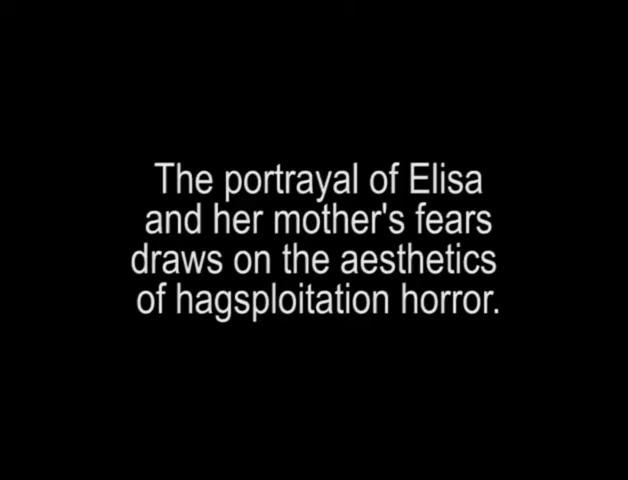 The portrayal of Elisa
and her mother's fears
draws on the aesthetics
of hagsploitation horror.